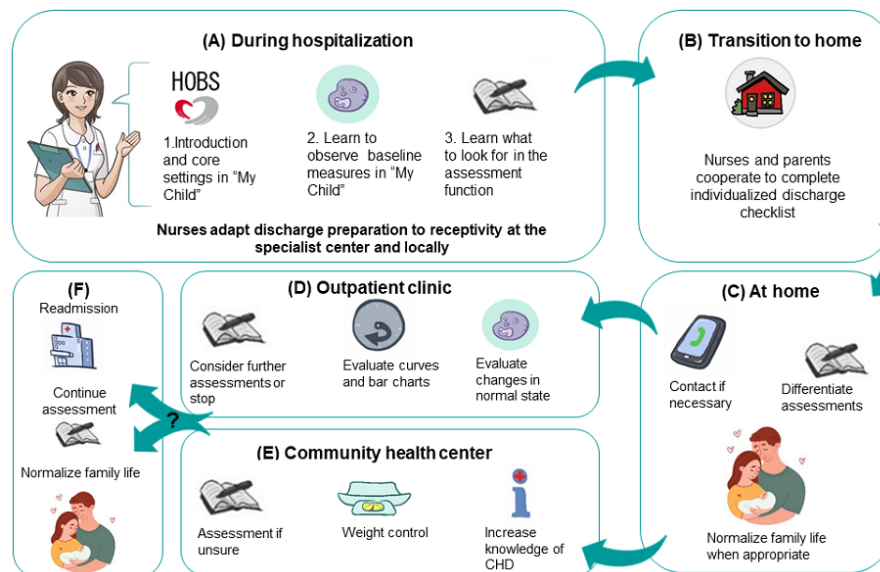 (A) During hospitalization
HOBS
1.Introduction
and core
settings in “My
Child”
2. Learn to
observe baseline
measures in “My
Child”
3. Learn what
to look for in the
assessment
function
Nurses adapt discharge preparation to receptivity at the
specialist center and locally
(B) Transition to home
Nurses and parents
cooperate to complete
individualized discharge
checklist
(C) At home
Contact if
necessary
Differentiate
assessments
Normalize family life
when appropriate
(D) Outpatient clinic
Consider further
assessments or
stop
Evaluate curves
and bar charts
Evaluate
changes in
normal state
(E) Community health center
Assessment if
unsure
Weight control
Increase
knowledge of
CHD
(F)
Readmission
Continue
assessment
?
Normalize family life